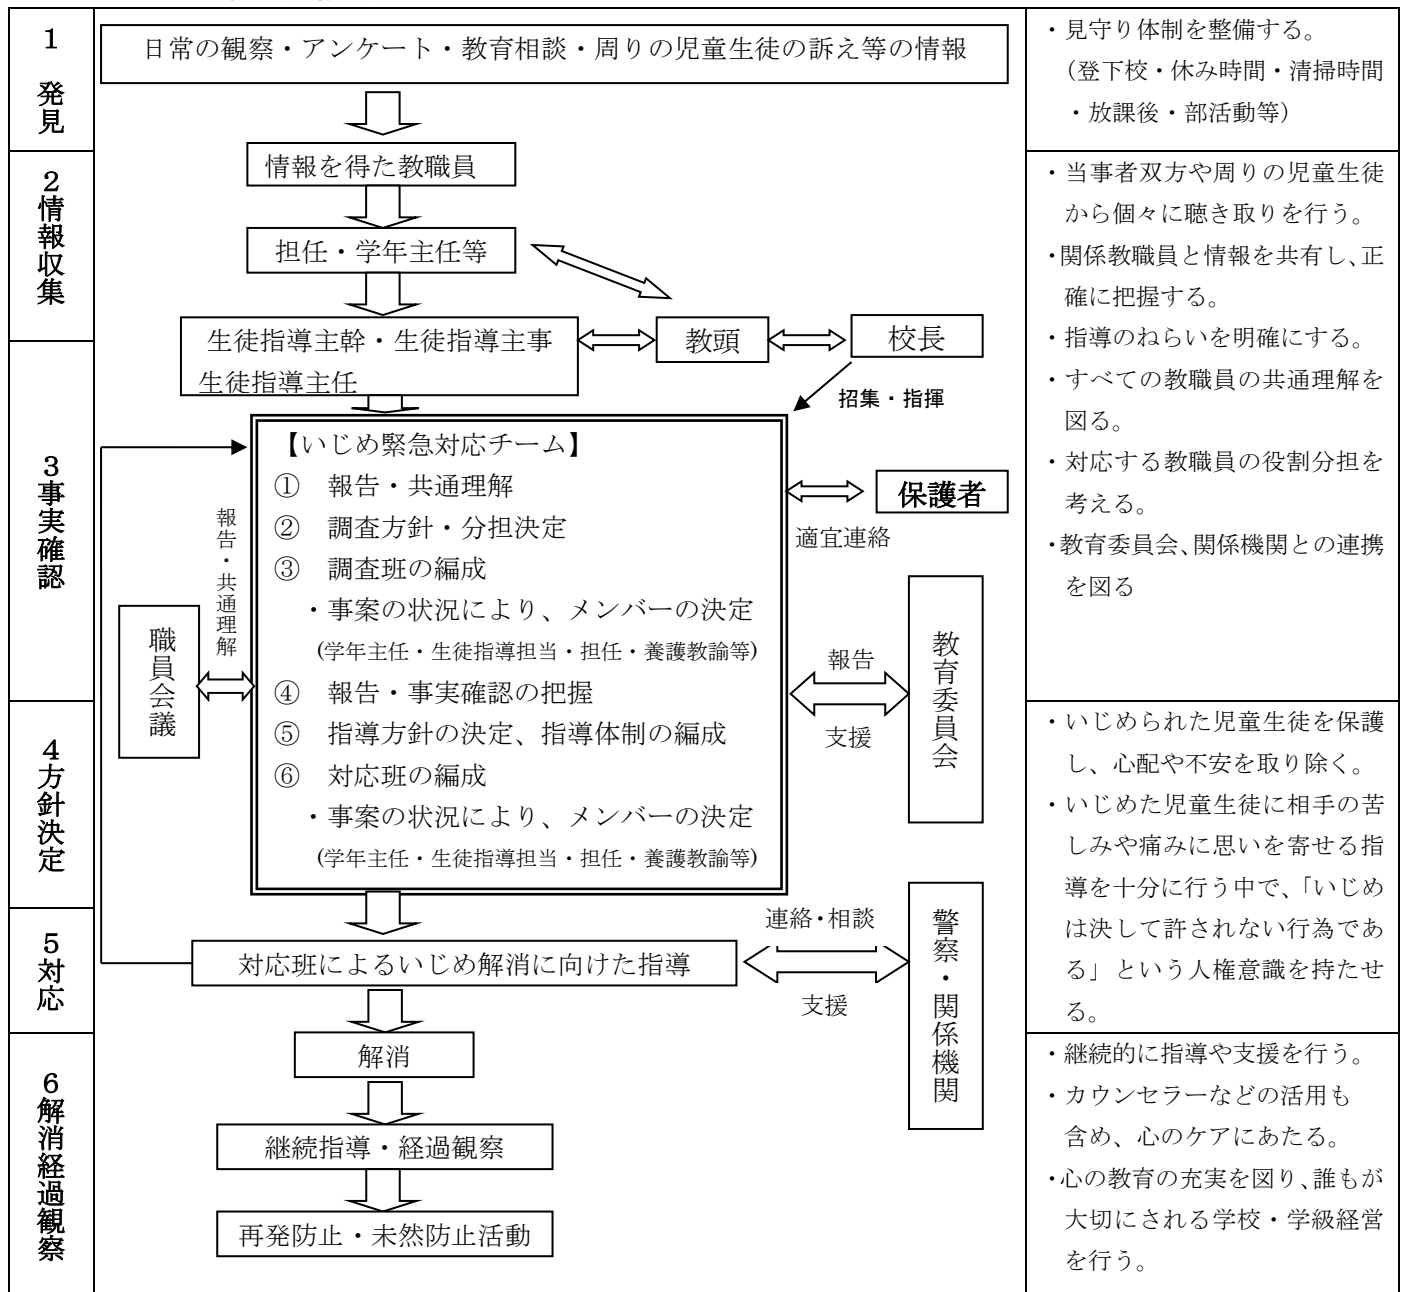 1
発見
日常の観察・アンケート・教育相談・周りの児童生徒の訴え等の情報
・見守り体制を整備する。
（登下校・休み時間・清掃時間
・放課後・部活動等）
2情報収集
情報を得た教職員
担任・学年主任等
生徒指導主幹・生徒指導主事
生徒指導主任
教頭
校長
招集・指揮
・当事者双方や周りの児童生徒
から個々に聴き取りを行う。
・関係教職員と情報を共有し、正
確に把握する。
・指導のねらいを明確にする。
・すべての教職員の共通理解を
図る。
・対応する教職員の役割分担を
考える。
・教育委員会、関係機関との連携
を図る
3事実確認
【いじめ緊急対応チーム】
① 報告・共通理解
② 調査方針・分担決定
③ 調査班の編成
・事案の状況により、メンバーの決定
(学年主任・生徒指導担当・担任・養護教諭等)
④ 報告・事実確認の把握
⑤ 指導方針の決定、指導体制の編成
⑥ 対応班の編成
・事案の状況により、メンバーの決定
(学年主任・生徒指導担当・担任・養護教諭等)
報告・共通理解
職員会議
保護者
適宜連絡
報告
支援
教育委員会
4方針決定
・いじめられた児童生徒を保護
し、心配や不安を取り除く。
・いじめた児童生徒に相手の苦
しみや痛みに思いを寄せる指
導を十分に行う中で、「いじめ
は決して許されない行為であ
る」という人権意識を持たせ
る。
5対応
対応班によるいじめ解消に向けた指導
連絡・相談
支援
警察・関係機関
6解消経過観察
解消
継続指導・経過観察
再発防止・未然防止活動
・継続的に指導や支援を行う。
・カウンセラーなどの活用も
含め、心のケアにあたる。
・心の教育の充実を図り、誰もが
大切にされる学校・学級経営
を行う。